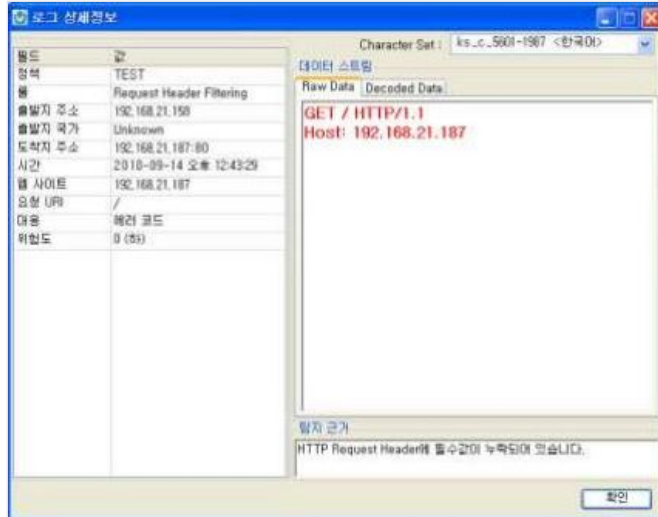 로그 상세정보
Character Set : ks_c_5601-1987 <한국어>
필드 값
정책 TEST
룰 Request Header Filtering
출발지 주소 192.168.21.158
출발지 국가 Unknown
도착지 주소 192.168.21.187:80
시간 2010-09-14 오후 12:43:29
웹 사이트 192.168.21.187
요청 URI /
대응 에러 코드
위험도 0 (하)
데이터 스트림
Raw Data Decoded Data
GET / HTTP/1.1
Host: 192.168.21.187
탐지 근거
HTTP Request Header에 필수값이 누락되어 있습니다.
확인